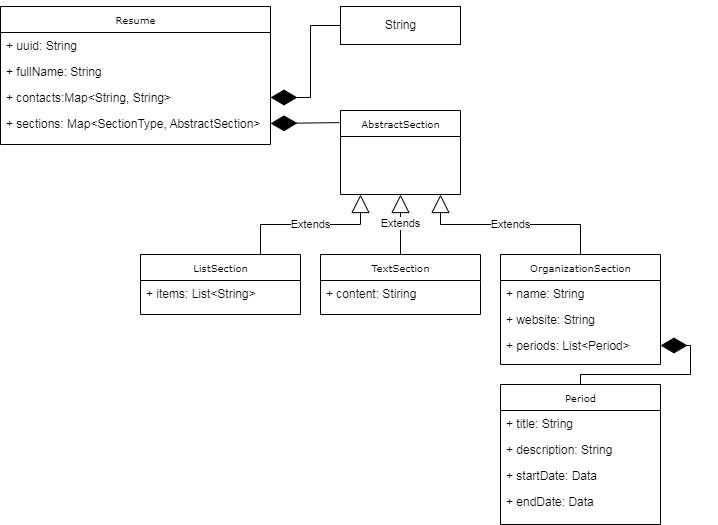 Resume
+ uuid: String
+ fullName: String
+ contacts:Map<String, String>
+ sections: Map<SectionType, AbstractSection>
String
AbstractSection
Extends
Extends
Extends
ListSection
+ items: List<String>
TextSection
+ content: Stiring
OrganizationSection
+ name: String
+ website: String
+ periods: List<Period>
Period
+ title: String
+ description: String
+ startDate: Data
+ endDate: Data